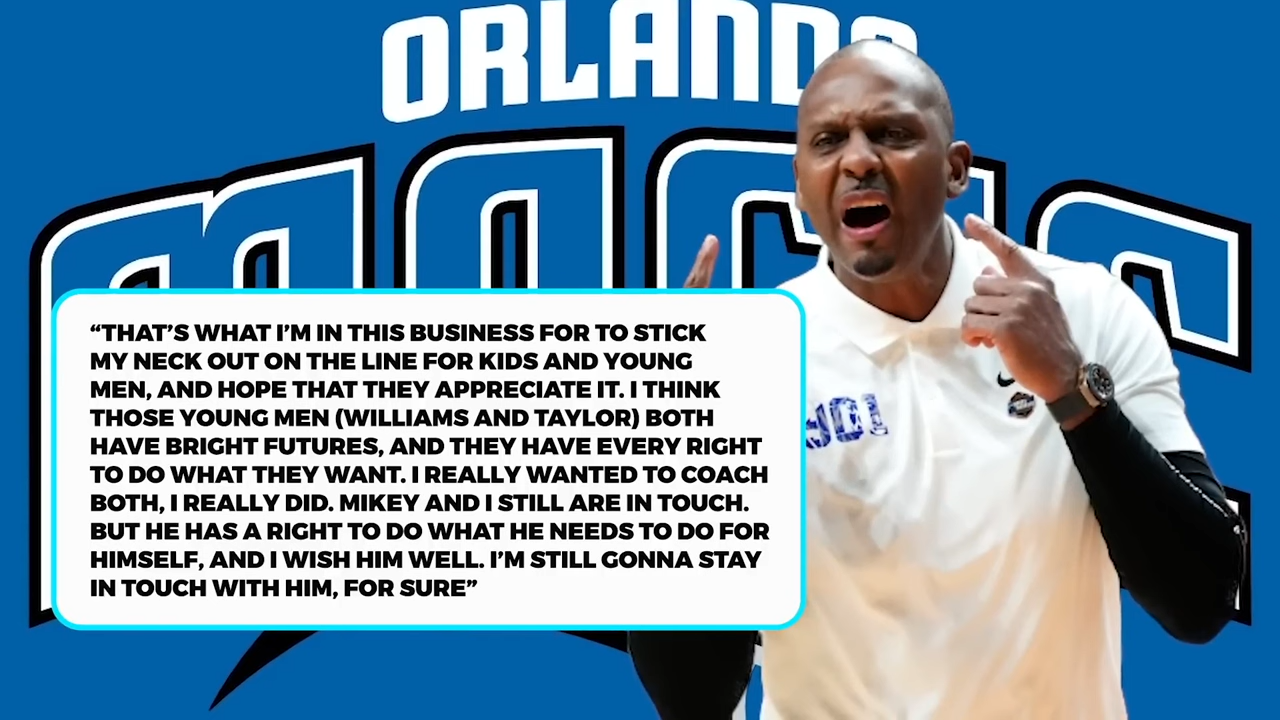 ORLANDO
MAGIC
“THAT’S WHAT I’M IN THIS BUSINESS FOR TO STICK
MY NECK OUT ON THE LINE FOR KIDS AND YOUNG
MEN, AND HOPE THAT THEY APPRECIATE IT. I THINK
THOSE YOUNG MEN (WILLIAMS AND TAYLOR) BOTH
HAVE BRIGHT FUTURES, AND THEY HAVE EVERY RIGHT
TO DO WHAT THEY WANT. I REALLY WANTED TO COACH
BOTH, I REALLY DID. MIKEY AND I STILL ARE IN TOUCH.
BUT HE HAS A RIGHT TO DO WHAT HE NEEDS TO DO FOR
HIMSELF, AND I WISH HIM WELL. I’M STILL GONNA STAY
IN TOUCH WITH HIM, FOR SURE”